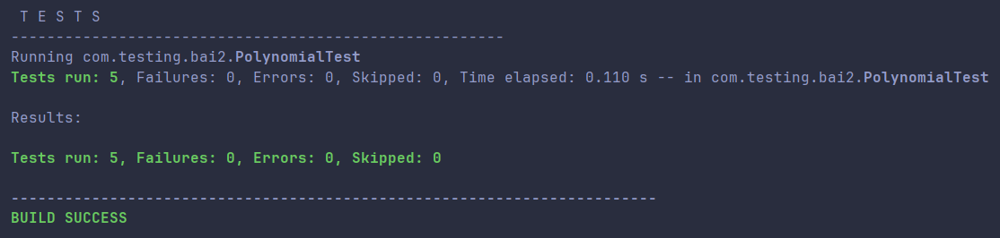 T E S T S
-------------------------------------------------------
Running com.testing.bai2.PolynomialTest
Tests run: 5, Failures: 0, Errors: 0, Skipped: 0, Time elapsed: 0.110 s -- in com.testing.bai2.PolynomialTest
Results:
Tests run: 5, Failures: 0, Errors: 0, Skipped: 0
------------------------------------------------------------------------
BUILD SUCCESS